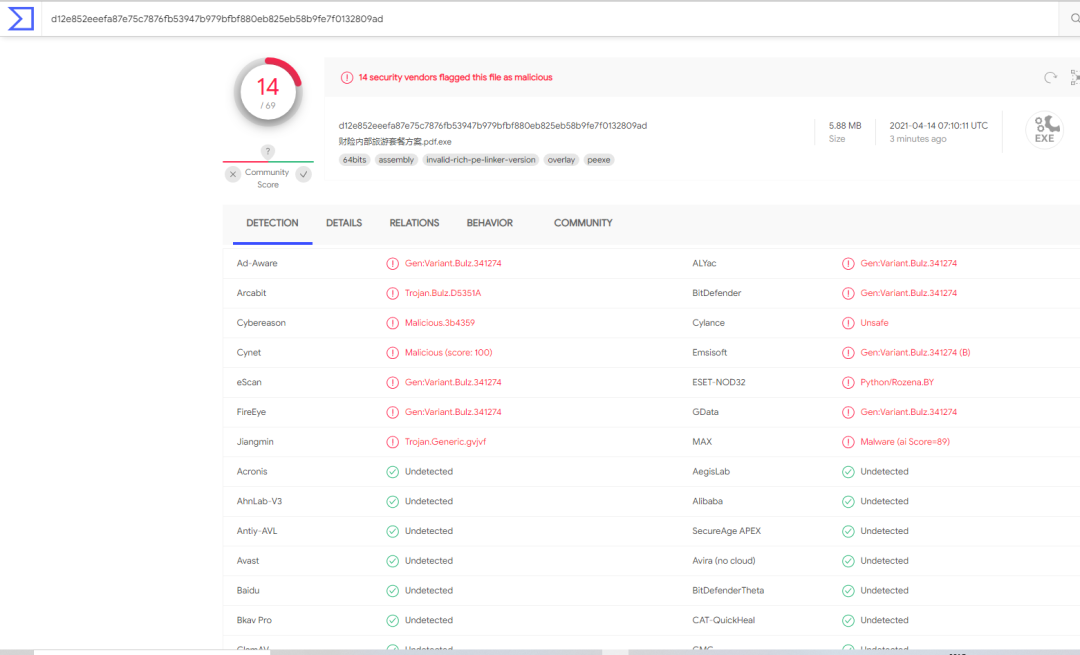 d12e852eeefa87e75c7876fb53947b979bfbf880eb825eb58b9fe7f0132809ad
14
/ 69
14 security vendors flagged this file as malicious
d12e852eeefa87e75c7876fb53947b979bfbf880eb825eb58b9fe7f0132809ad
财险内部旅游套餐方案.pdf.exe
64bits assembly invalid-rich-pe-linker-version overlay peexe
5.88 MB
Size
2021-04-14 07:10:11 UTC
3 minutes ago
EXE
?
Community
Score
DETECTION DETAILS RELATIONS BEHAVIOR COMMUNITY
Ad-Aware Gen:Variant.Bulz.341274 ALYac Gen:Variant.Bulz.341274
Arcabit Trojan.Bulz.D5351A BitDefender Gen:Variant.Bulz.341274
Cybereason Malicious.3b4359 Cylance Unsafe
Cynet Malicious (score: 100) Emsisoft Gen:Variant.Bulz.341274 (B)
eScan Gen:Variant.Bulz.341274 ESET-NOD32 Python/Rozena.BY
FireEye Gen:Variant.Bulz.341274 GData Gen:Variant.Bulz.341274
Jiangmin Trojan.Generic.gvjvf MAX Malware (ai Score=89)
Acronis Undetected AegisLab Undetected
AhnLab-V3 Undetected Alibaba Undetected
Antiy-AVL Undetected SecureAge APEX Undetected
Avast Undetected Avira (no cloud) Undetected
Baidu Undetected BitDefenderTheta Undetected
Bkav Pro Undetected CAT-QuickHeal Undetected
ClamAV Undetected CMC Undetected